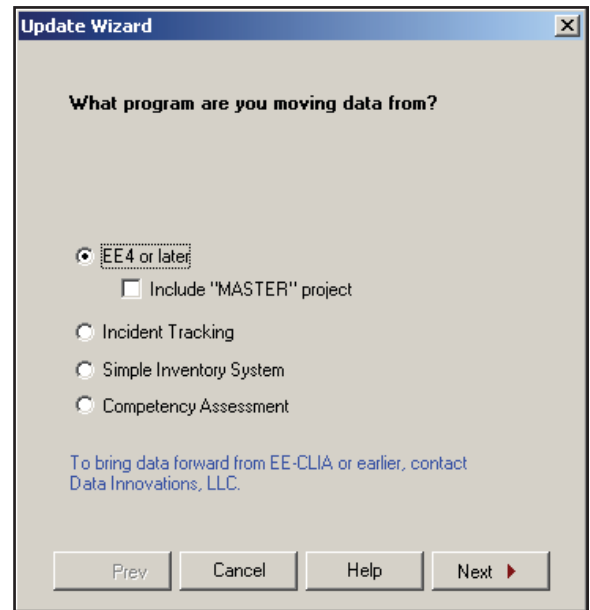 Update Wizard
What program are you moving data from?
EE4 or later
Include "MASTER" project
Incident Tracking
Simple Inventory System
Competency Assessment
To bring data forward from EE-CLIA or earlier, contact
Data Innovations, LLC.
Prev Cancel Help Next